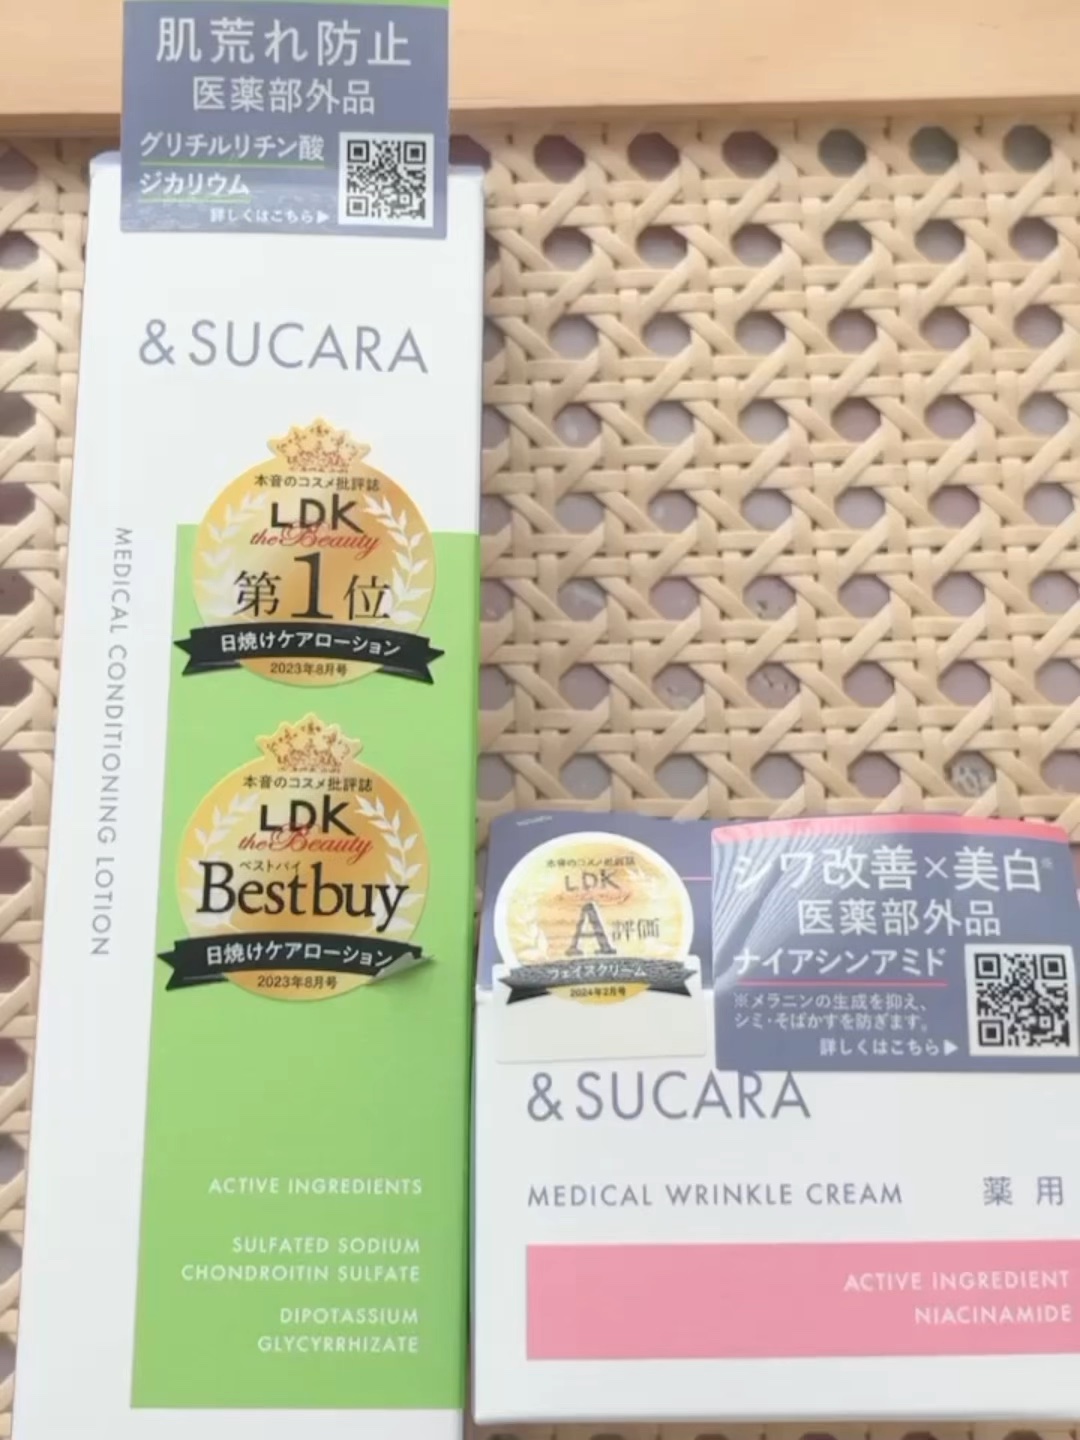 肌荒れ防止
医薬部外品
グリチルリチン酸
ジカリウム
詳しくはこちら▶
&SUCARA
本音のコスメ批評誌
LDK
the Beauty
第1位
日焼けケアローション
2023年8月号
MEDICAL CONDITIONING LOTION
本音のコスメ批評誌
LDK
the Beauty
ベストバイ
Bestbuy
日焼けケアローション
2023年8月号
ACTIVE INGREDIENTS
SULFATED SODIUM
CHONDROITIN SULFATE
DIPOTASSIUM
GLYCYRRHIZATE
本音のコスメ批評誌
LDK
the Beauty
A評価
フェイスクリーム
2024年2月号
シワ改善×美白※
医薬部外品
ナイアシンアミド
※メラニンの生成を抑え、
シミ・そばかすを防ぎます。
詳しくはこちら▶
&SUCARA
MEDICAL WRINKLE CREAM 薬用
ACTIVE INGREDIENT
NIACINAMIDE